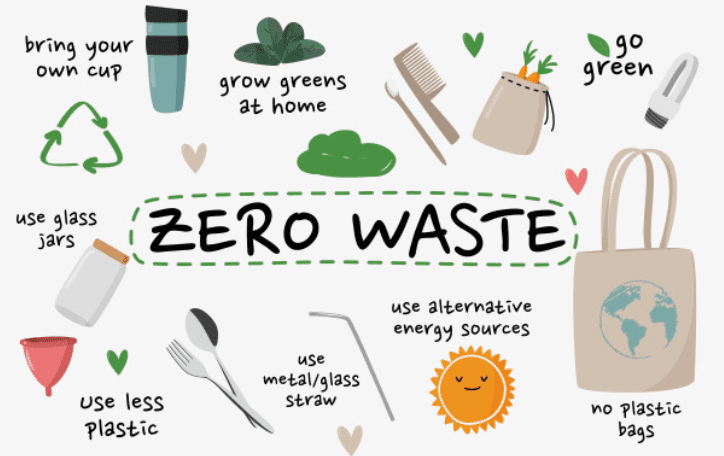 bring your
own cup
grow greens
at home
go
green
use glass
jars
ZERO WASTE
use alternative
energy sources
use
metal/glass
straw
use less
plastic
no plastic
bags